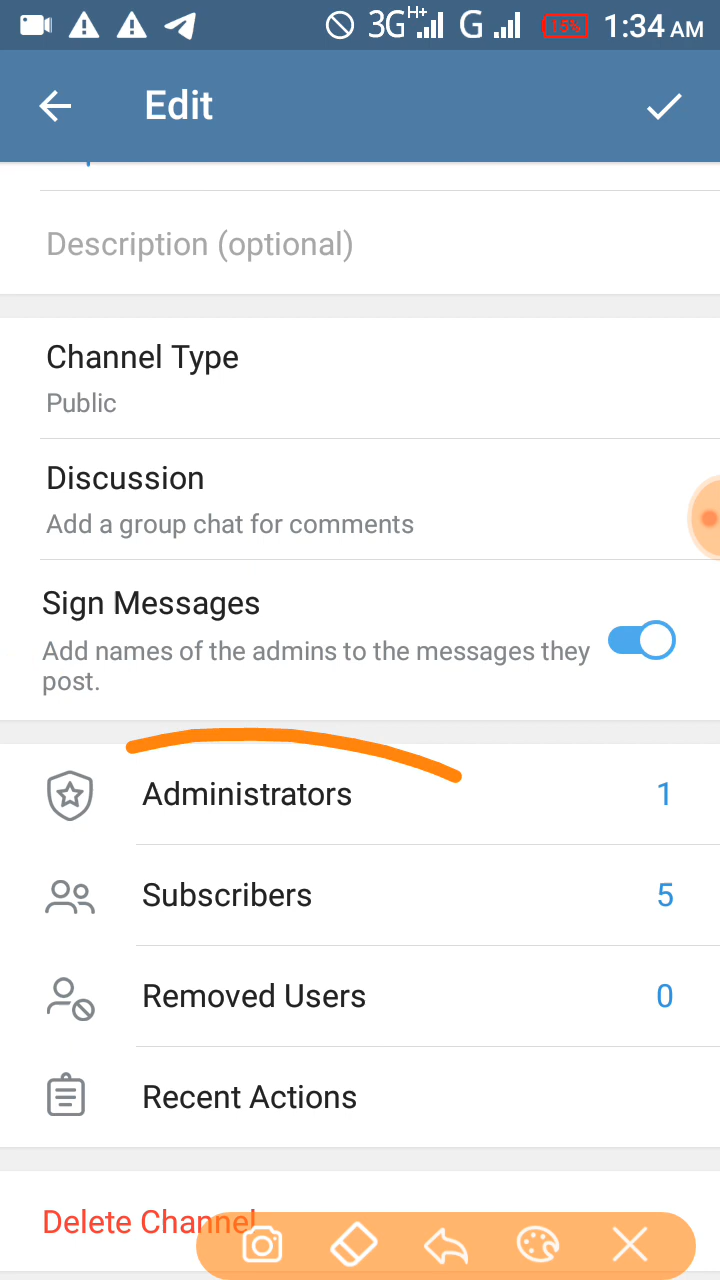 3G H+ G 15% 1:34 AM
Edit
Description (optional)
Channel Type
Public
Discussion
Add a group chat for comments
Sign Messages
Add names of the admins to the messages they
post.
Administrators 1
Subscribers 5
Removed Users 0
Recent Actions
Delete Channel